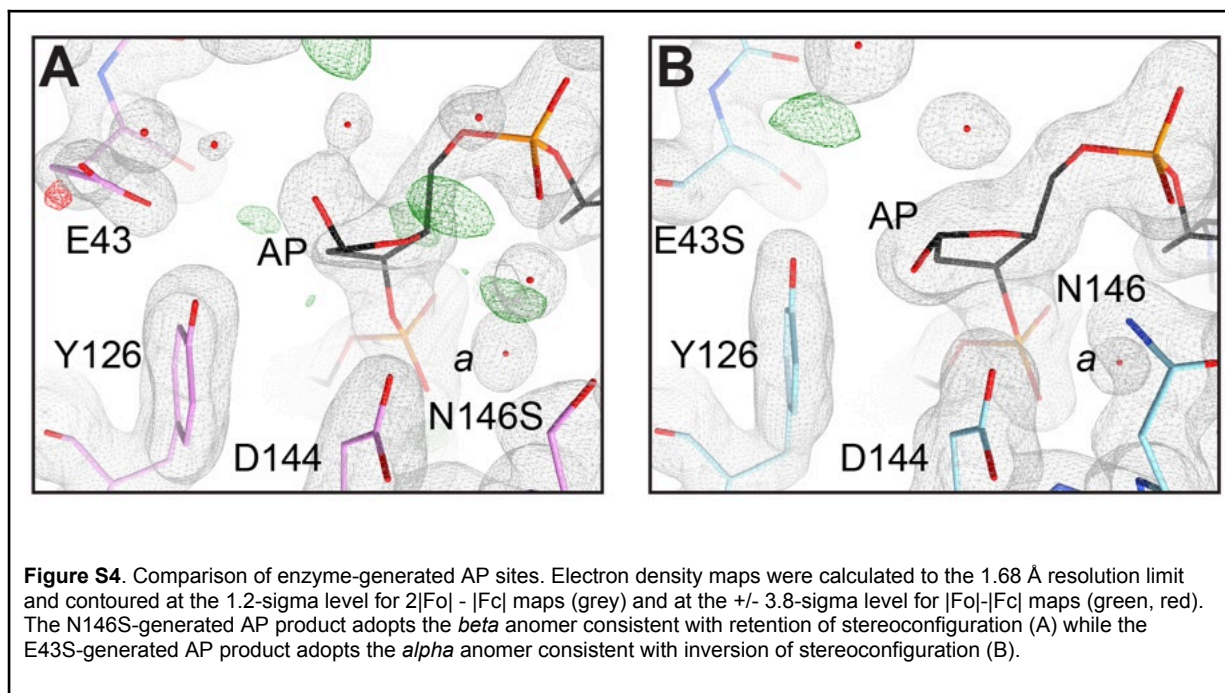 A
B
E43
AP
Y126
a
N146S
D144
E43S
AP
N146
Y126
a
D144
Figure S4. Comparison of enzyme-generated AP sites. Electron density maps were calculated to the 1.68 Å resolution limit
and contoured at the 1.2-sigma level for 2|Fo| - |Fc| maps (grey) and at the +/- 3.8-sigma level for |Fo|-|Fc| maps (green, red).
The N146S-generated AP product adopts the beta anomer consistent with retention of stereoconfiguration (A) while the
E43S-generated AP product adopts the alpha anomer consistent with inversion of stereoconfiguration (B).